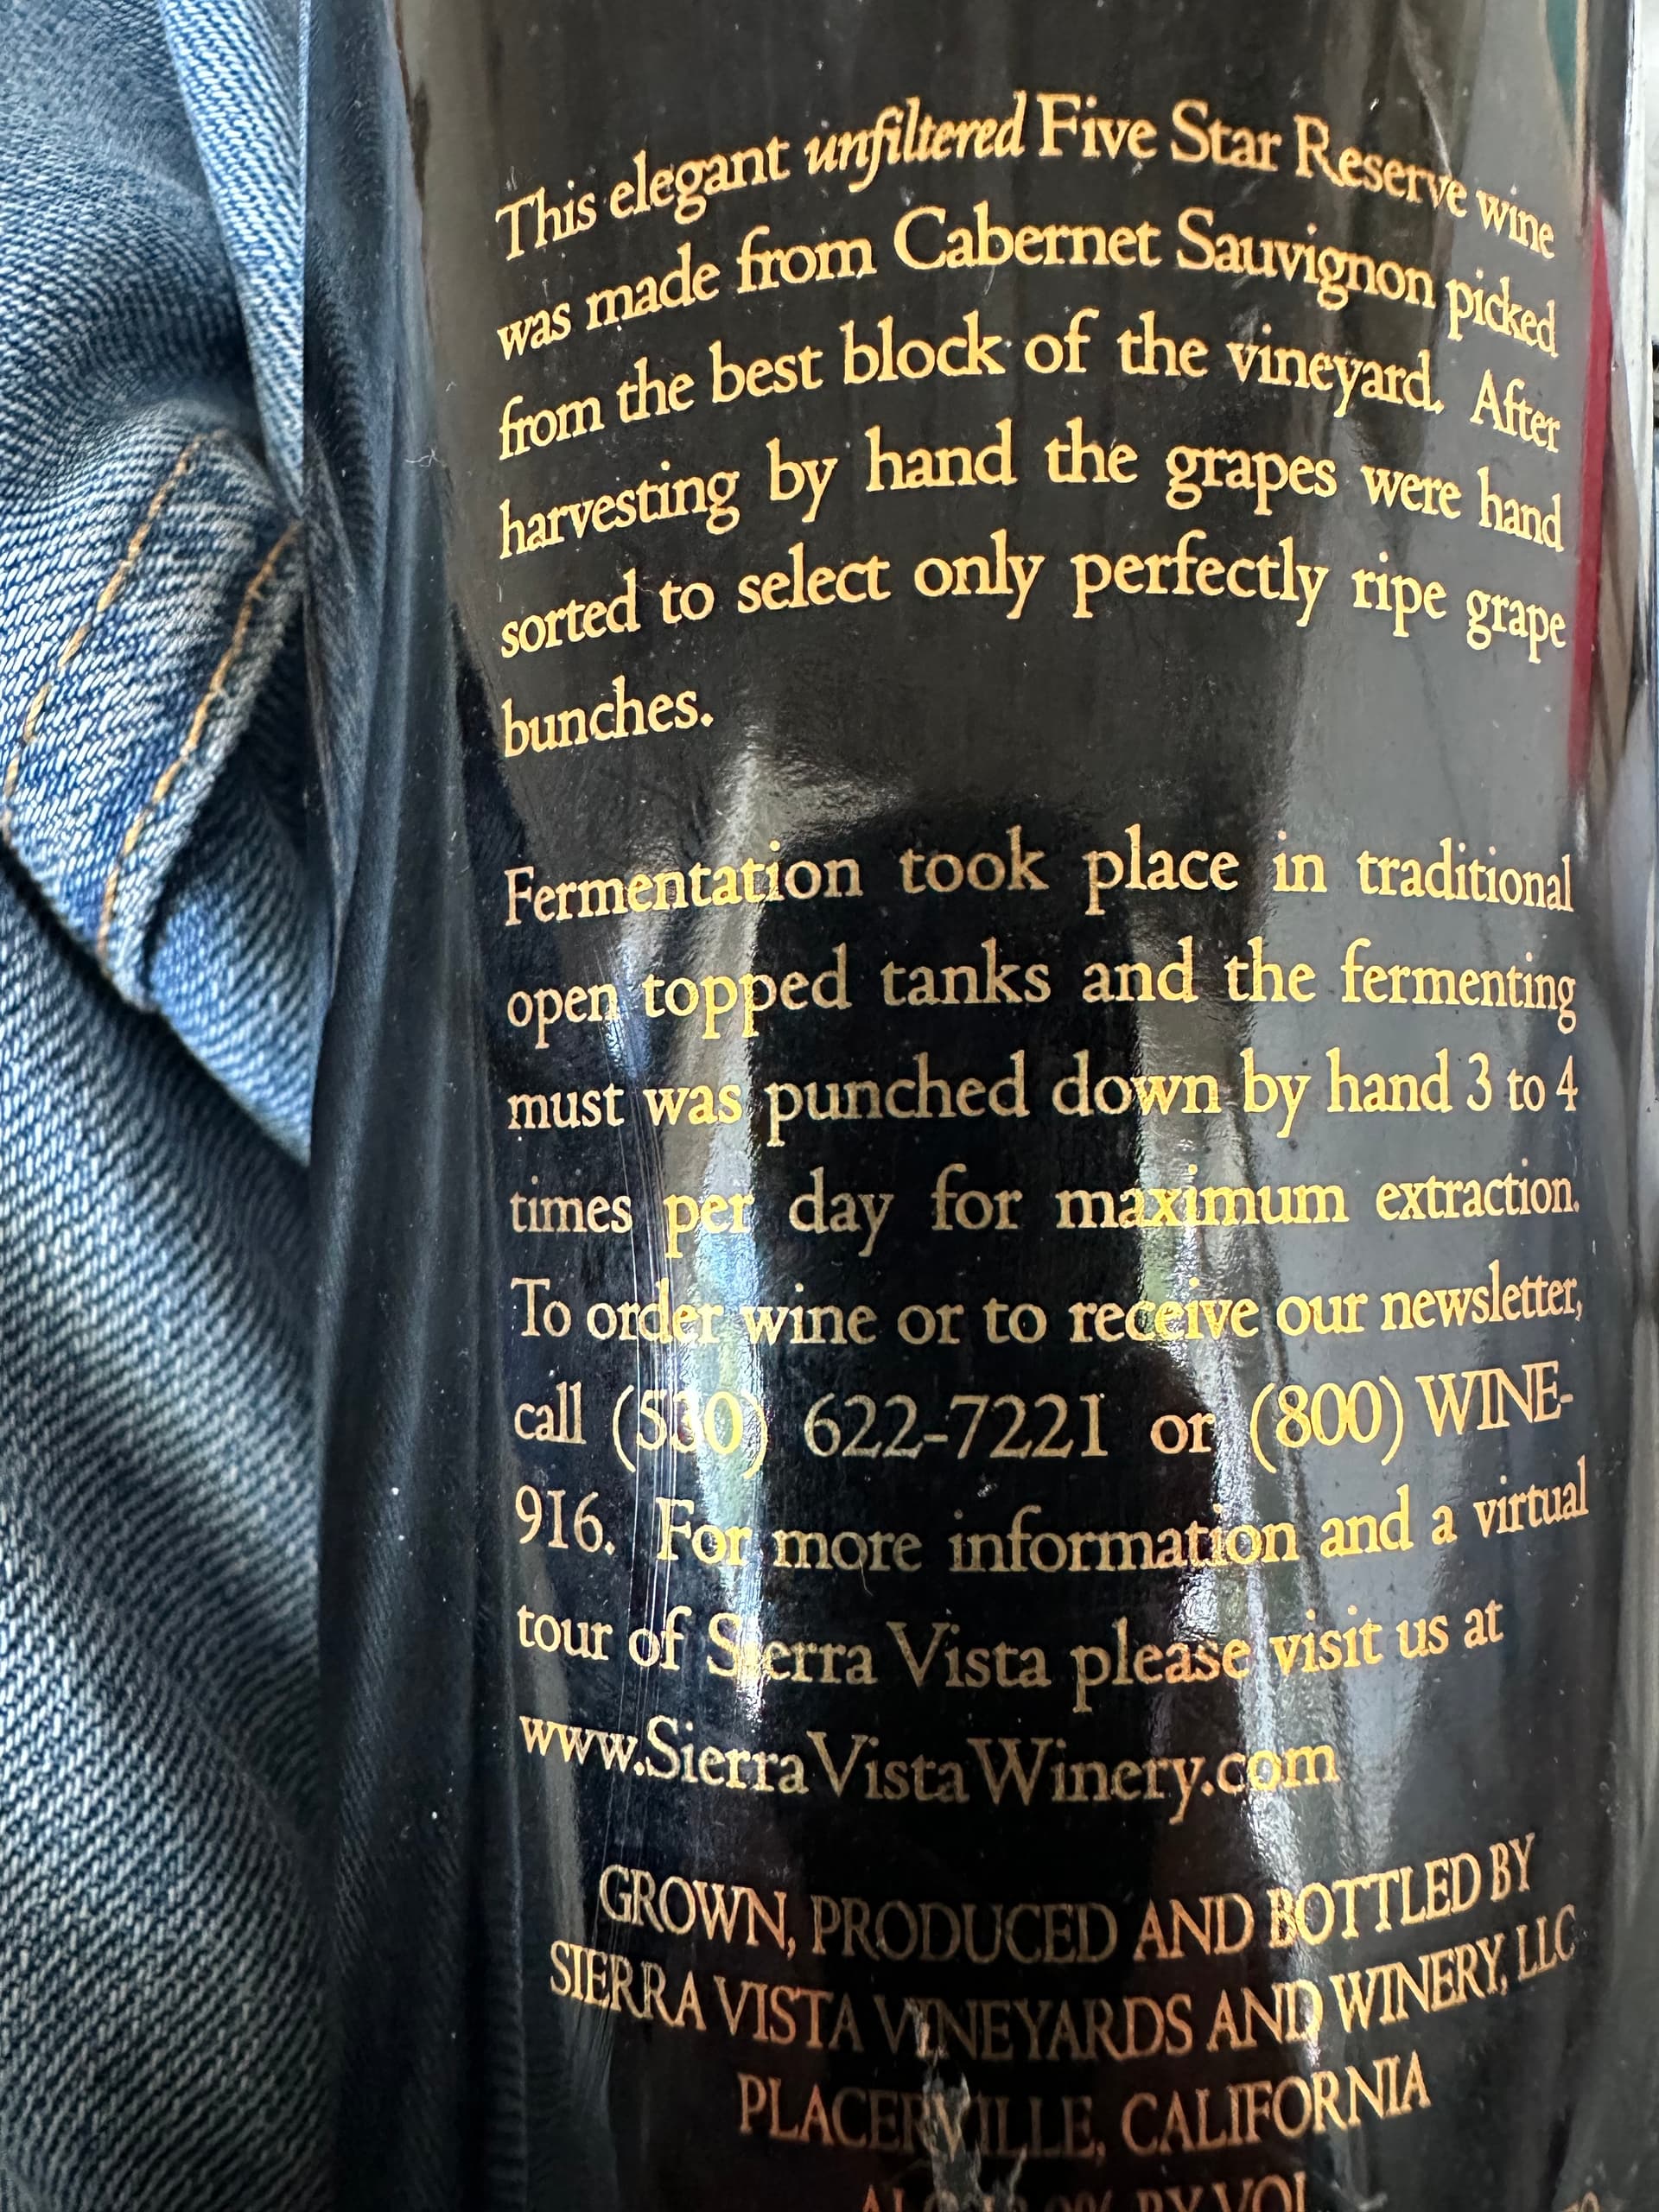 This elegant unfiltered Five Star Reserve wine
was made from Cabernet Sauvignon picked
from the best block of the vineyard. After
harvesting by hand the grapes were hand
sorted to select only perfectly ripe grape
bunches.
Fermentation took place in traditional
open topped tanks and the fermenting
must was punched down by hand 3 to 4
times per day for maximum extraction.
To order wine or to receive our newsletter,
call (530) 622-7221 or (800) WINE-
916. For more information and a virtual
tour of Sierra Vista please visit us at
www.SierraVistaWinery.com
GROWN, PRODUCED AND BOTTLED BY
SIERRA VISTA VINEYARDS AND WINERY, LLC
PLACERVILLE, CALIFORNIA
BY VOL